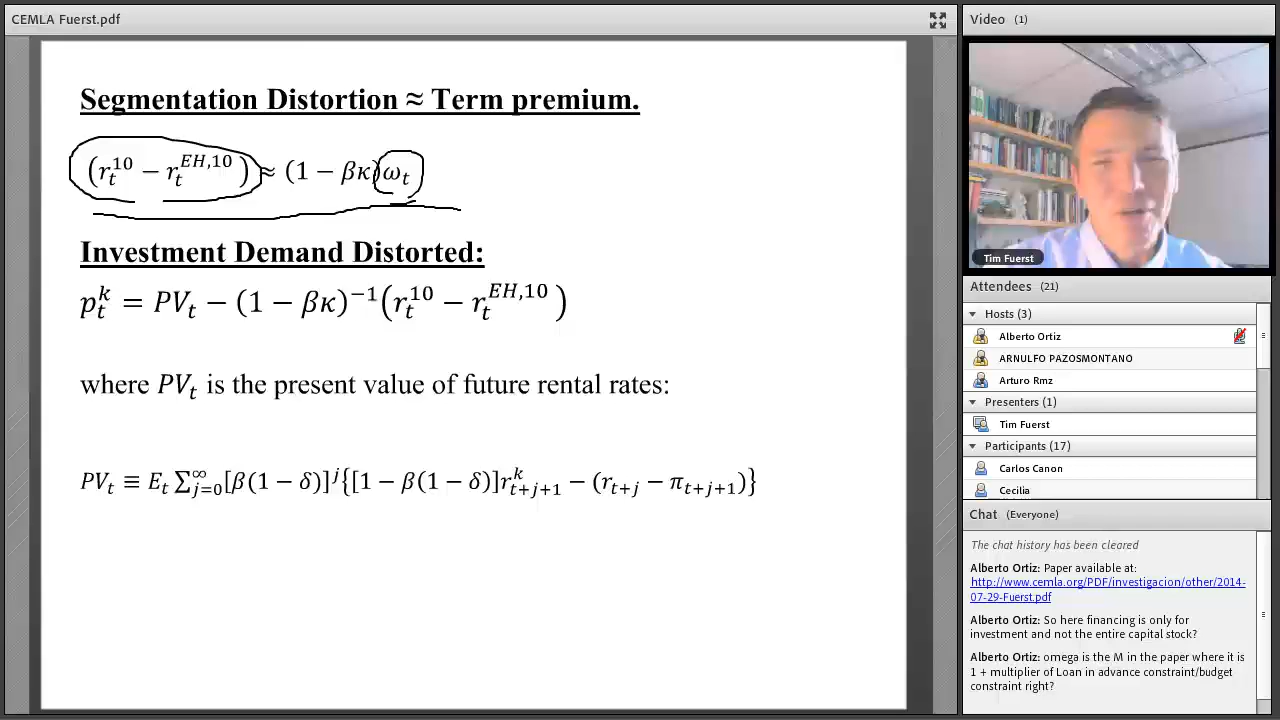 CEMLA Fuerst.pdf
Segmentation Distortion ≈ Term premium.
(r_t^{10} − r_t^{EH,10}) ≈ (1 − βκ)ω_t
Investment Demand Distorted:
p_t^k = PV_t − (1 − βκ)^{−1}(r_t^{10} − r_t^{EH,10})
where PV_t is the present value of future rental rates:
PV_t ≡ E_t ∑_{j=0}^{∞}[β(1 − δ)]^j{[1 − β(1 − δ)]r_{t+j+1}^k − (r_{t+j} − π_{t+j+1})}
Video (1)
Tim Fuerst
Attendees (21)
Hosts (3)
Alberto Ortiz
ARNULFO PAZOSMONTANO
Arturo Rmz
Presenters (1)
Tim Fuerst
Participants (17)
Carlos Canon
Cecilia
Chat (Everyone)
The chat history has been cleared
Alberto Ortiz: Paper available at:
http://www.cemla.org/PDF/investigacion/other/2014-
07-29-Fuerst.pdf
Alberto Ortiz: So here financing is only for
investment and not the entire capital stock?
Alberto Ortiz: omega is the M in the paper where it is
1 + multiplier of Loan in advance constraint/budget
constraint right?